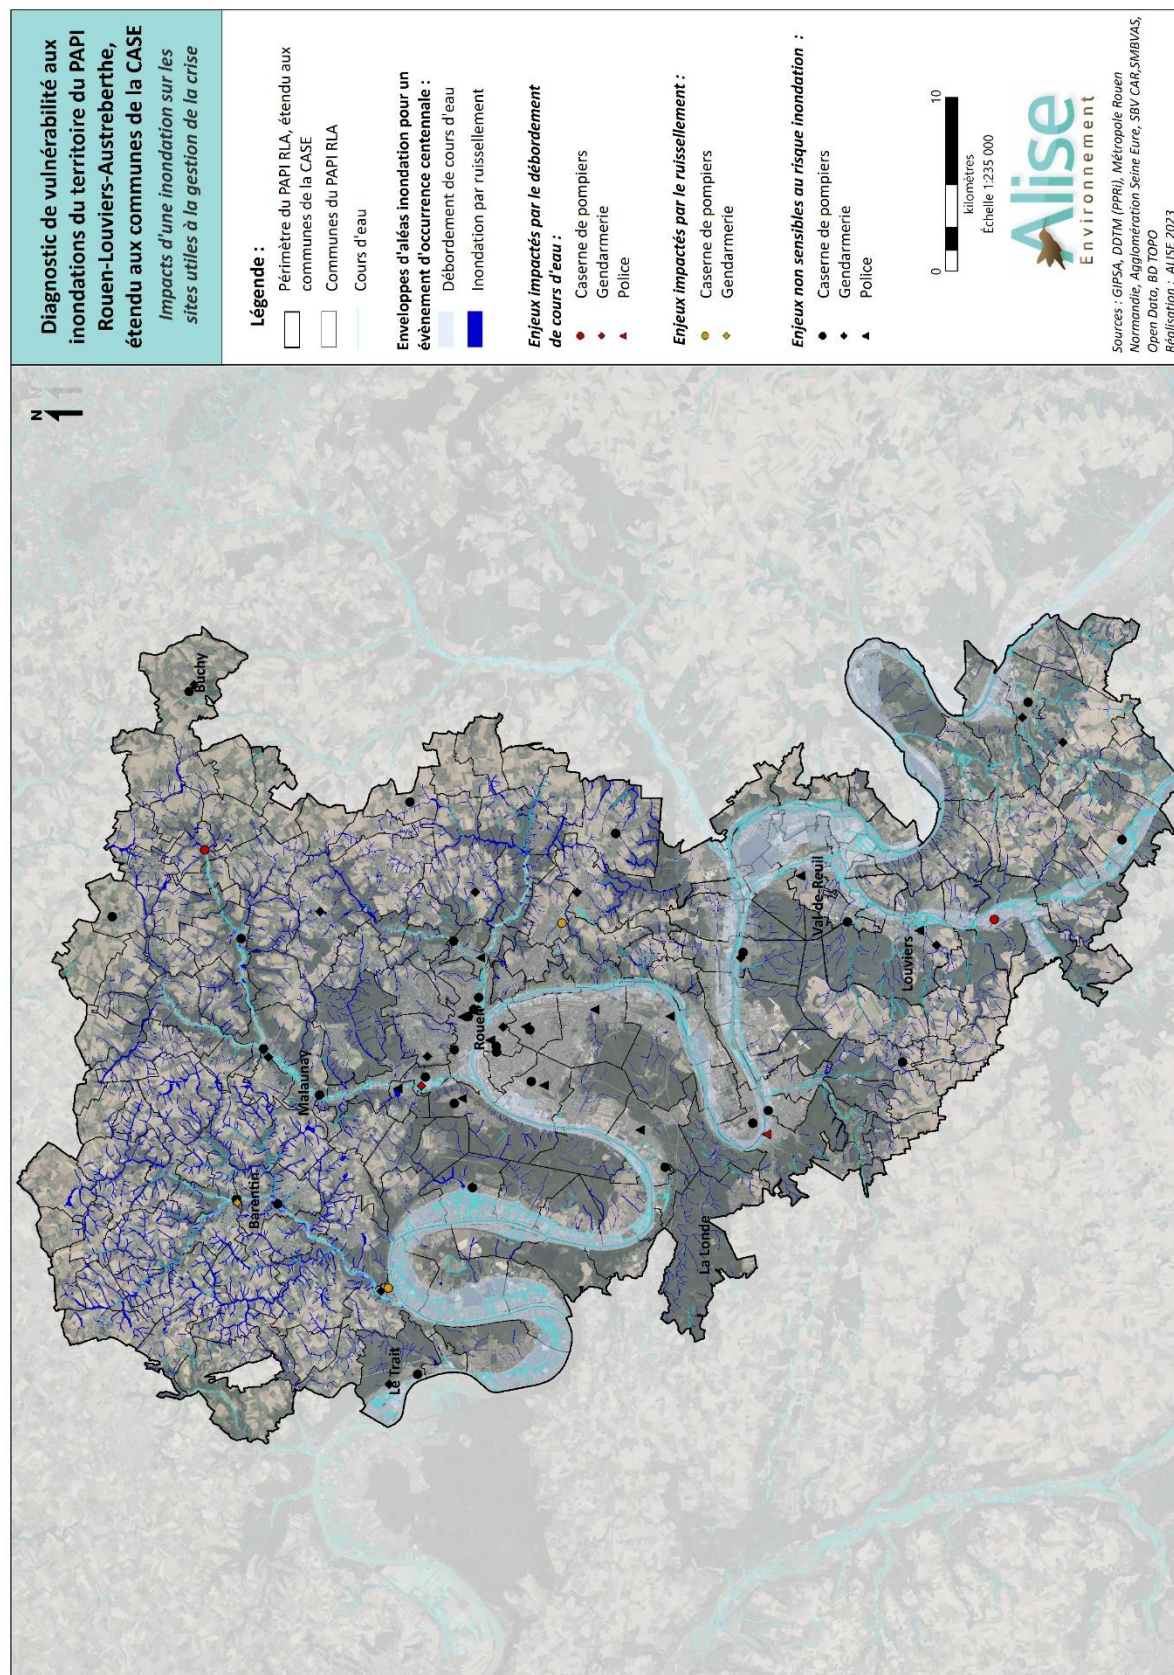 Diagnostic de vulnérabilité aux
inondations du territoire du PAPI
Rouen-Louviers-Austreberthe,
étendu aux communes de la CASE
Impacts d'une inondation sur les
sites utiles à la gestion de la crise
Légende :
Périmètre du PAPI RLA, étendu aux
communes de la CASE
Communes du PAPI RLA
Cours d'eau
Enveloppes d'aléas inondation pour un
évènement d'occurrence centennale :
Débordement de cours d'eau
Inondation par ruissellement
Enjeux impactés par le débordement
de cours d'eau :
Caserne de pompiers
Gendarmerie
Police
Enjeux impactés par le ruissellement :
Caserne de pompiers
Gendarmerie
Enjeux non sensibles au risque inondation :
Caserne de pompiers
Gendarmerie
Police
0 10
kilomètres
Échelle 1:235 000
Alise
Environnement
Sources : GIPSA, DDTM (PPRi), Métropole Rouen
Normandie, Agglomération Seine Eure, SBV CAR,SMBVAS,
Open Data, BD TOPO
Réalisation : ALISE 2023
N
Buchy
Malaunay
Barentin
Rouen
Le Trait
La Londe
Val-de-Reuil
Louviers